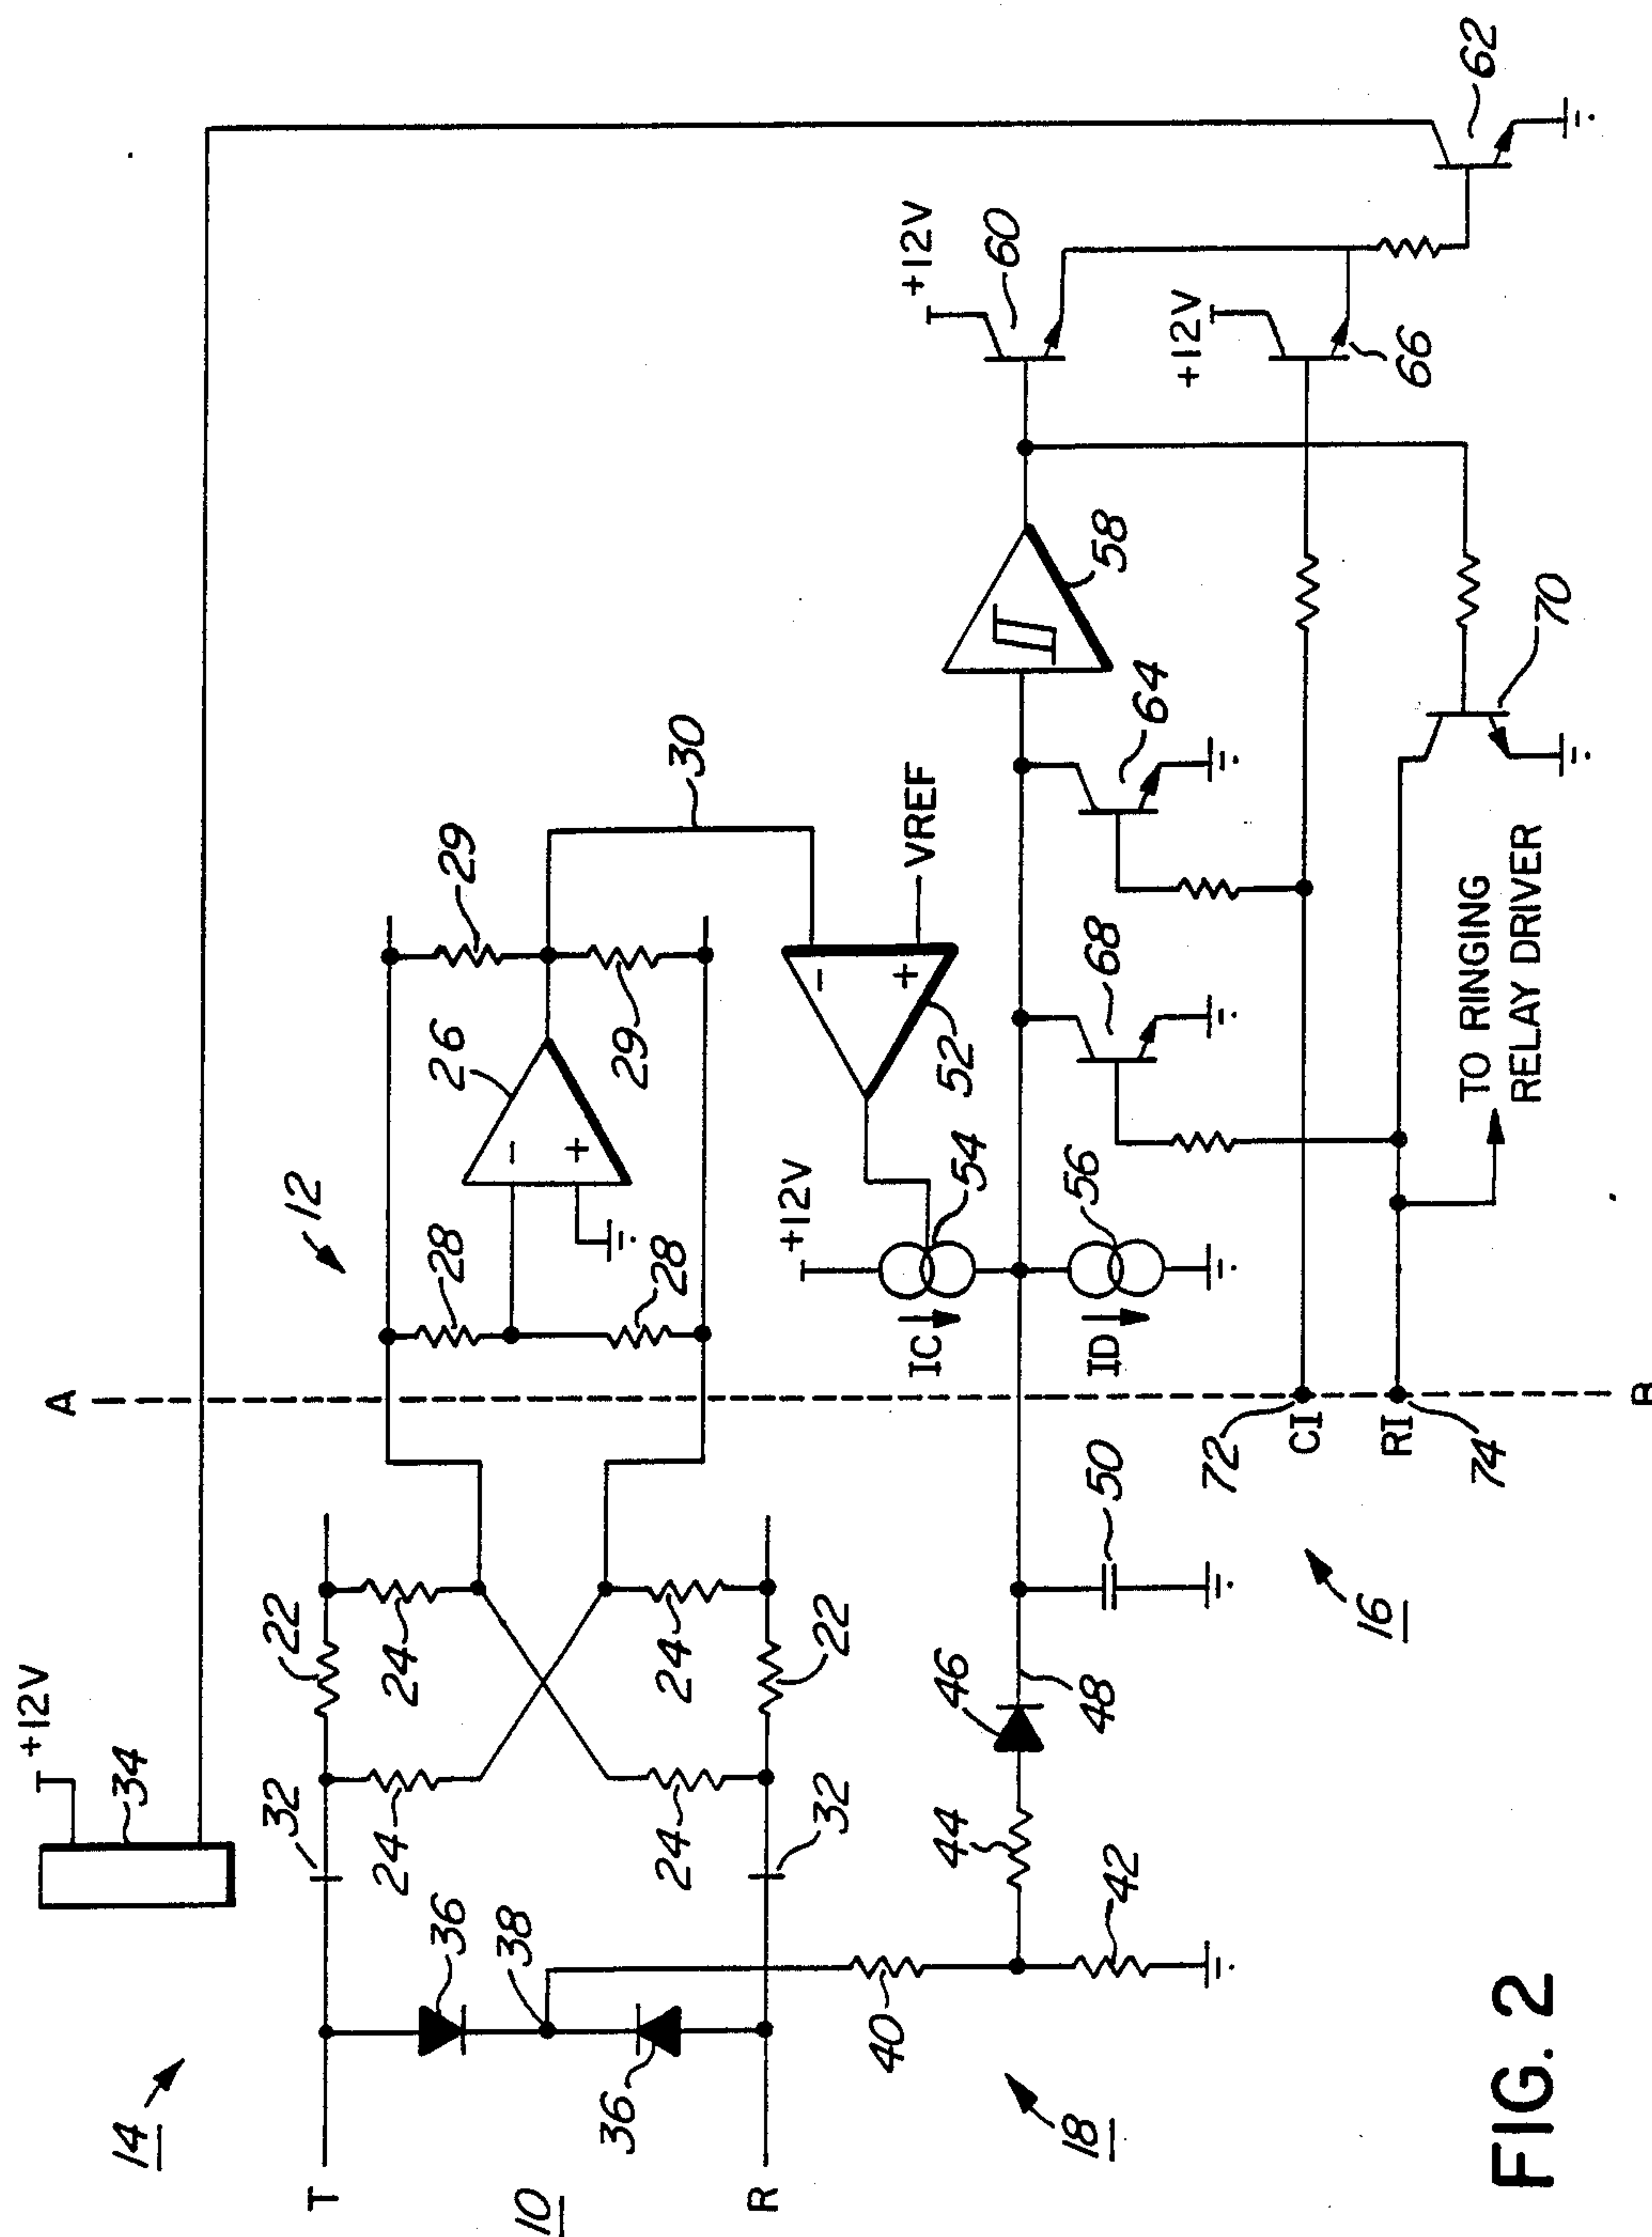 14
+12V
34
T
10
R
36
38
36
32
24
24
32
22
24
24
22
A
12
28
28
26
29
29
30
52
VREF
+12V
54
IC
ID
56
18
40
42
44
46
48
50
16
72
CI
RI
74
B
68
64
58
+12V
60
+12V
66
62
70
TO RINGING
RELAY DRIVER
- + - +
FIG. 2